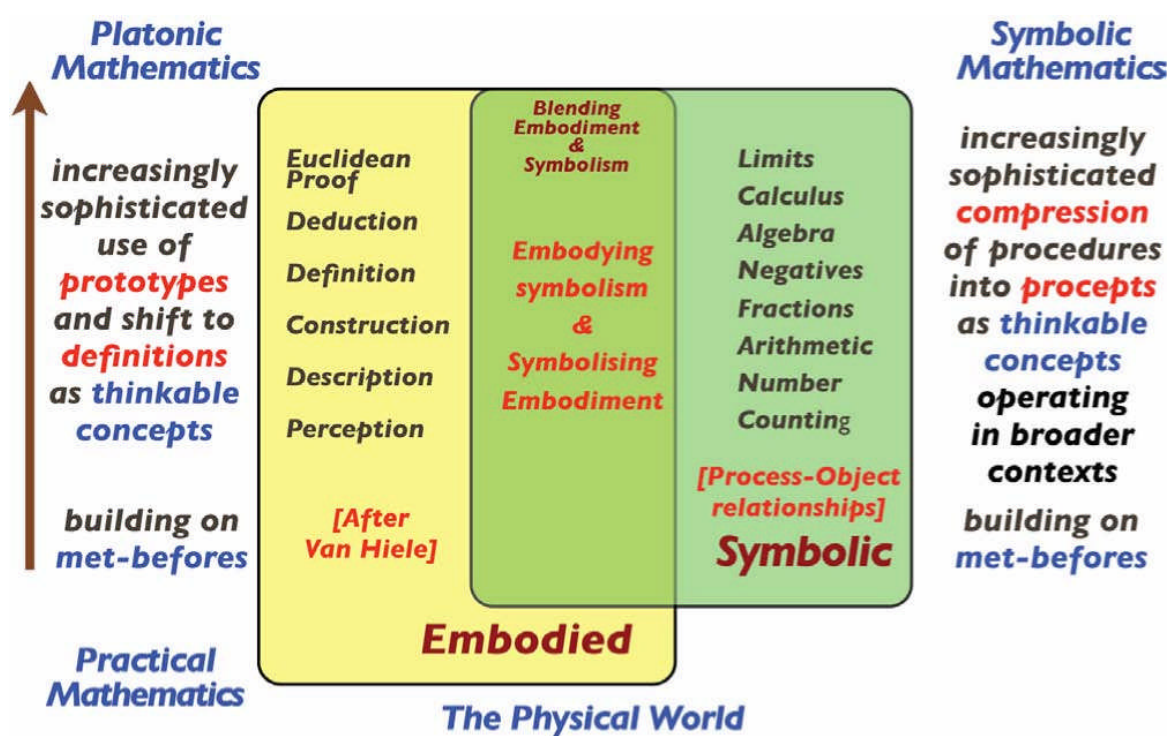 Platonic
Mathematics
increasingly
sophisticated
use of
prototypes
and shift to
definitions
as thinkable
concepts
building on
met-befores
Practical
Mathematics
Euclidean
Proof
Deduction
Definition
Construction
Description
Perception
[After
Van Hiele]
Embodied
Blending
Embodiment
&
Symbolism
Embodying
symbolism
&
Symbolising
Embodiment
Limits
Calculus
Algebra
Negatives
Fractions
Arithmetic
Number
Counting
[Process-Object
relationships]
Symbolic
Symbolic
Mathematics
increasingly
sophisticated
compression
of procedures
into procepts
as thinkable
concepts
operating
in broader
contexts
building on
met-befores
The Physical World